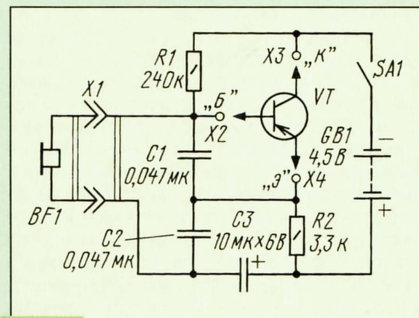 R1
240к
X3
„К"
SA1
X1
„Б"
X2
VT
GB1
4,5В
−
+
C1
0,047мк
„Э"
X4
BF1
C2
0,047мк
C3
10мк×6В
+
R2
3,3к